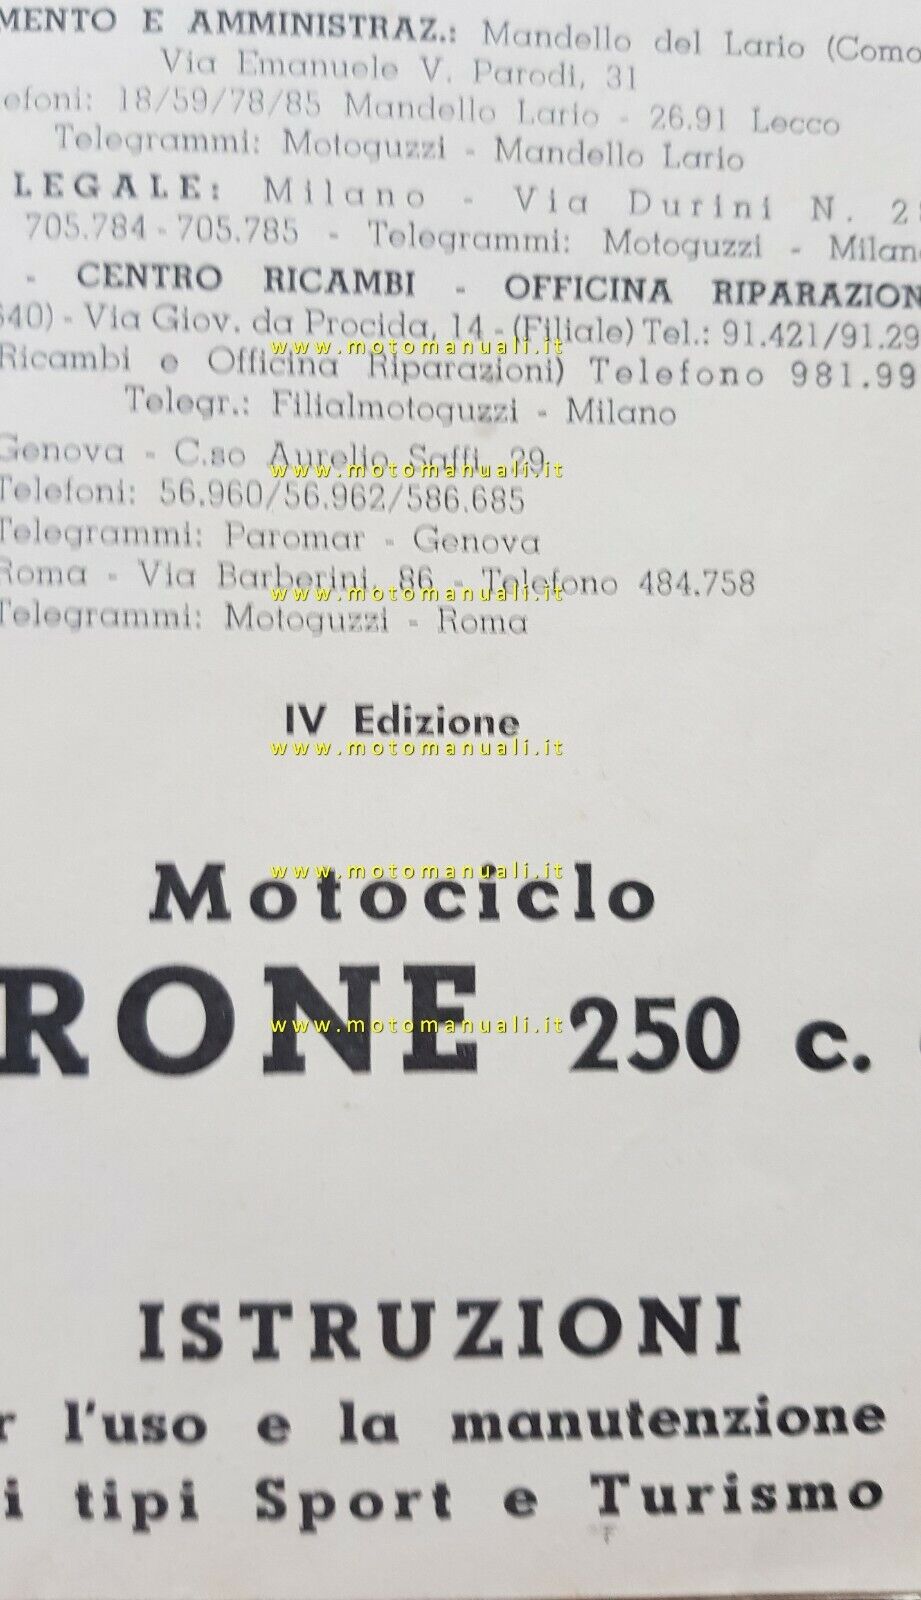 MENTO E AMMINISTRAZ.: Mandello del Lario (Como
Via Emanuele V. Parodi, 31
efoni: 18/59/78/85 Mandello Lario - 26.91 Lecco
Telegrammi: Motoguzzi - Mandello Lario
LEGALE: Milano - Via Durini N. 2
705.784 - 705.785 - Telegrammi: Motoguzzi - Milan
- CENTRO RICAMBI - OFFICINA RIPARAZION
640) - Via Giov. da Procida, 14 - (Filiale) Tel.: 91.421/91.29
www.motomanuali.it
Ricambi e Officina Riparazioni) Telefono 981.99
Telegr.: Filialmotoguzzi - Milano
Genova - C.so Aurelio Saffi, 29
www.motomanuali.it
Telefoni: 56.960/56.962/586.685
Telegrammi: Paromar - Genova
Roma - Via Barberini, 86 - Telefono 484.758
www.motomanuali.it
Telegrammi: Motoguzzi - Roma
IV Edizione
www.motomanuali.it
www.motomanuali.it
Motociclo
RONE 250 c.
www.motomanuali.it
ISTRUZIONI
r l'uso e la manutenzione
i tipi Sport e Turismo